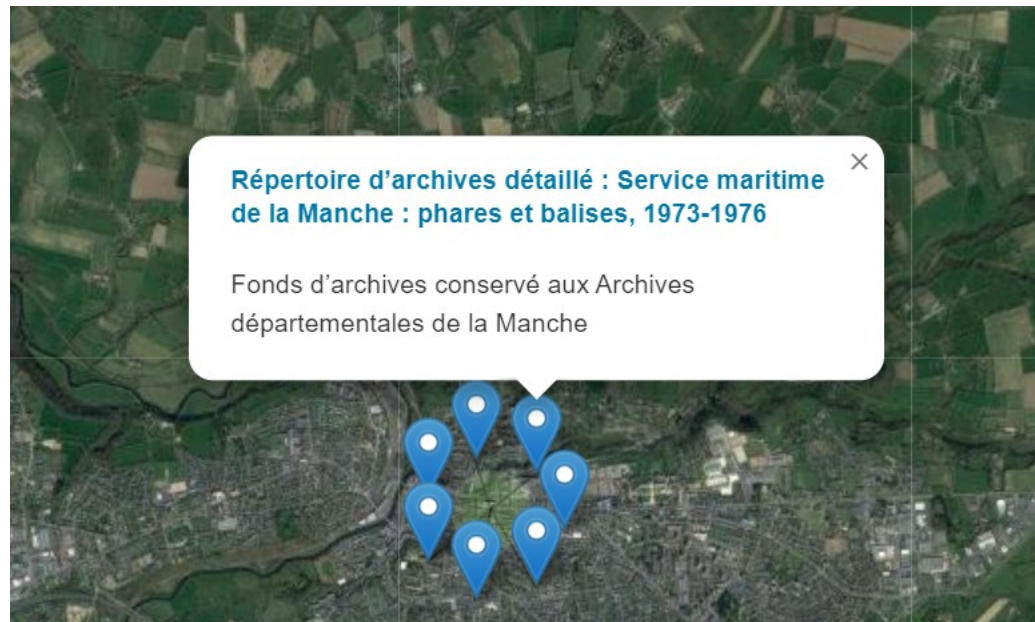 Répertoire d’archives détaillé : Service maritime
de la Manche : phares et balises, 1973-1976
Fonds d’archives conservé aux Archives
départementales de la Manche